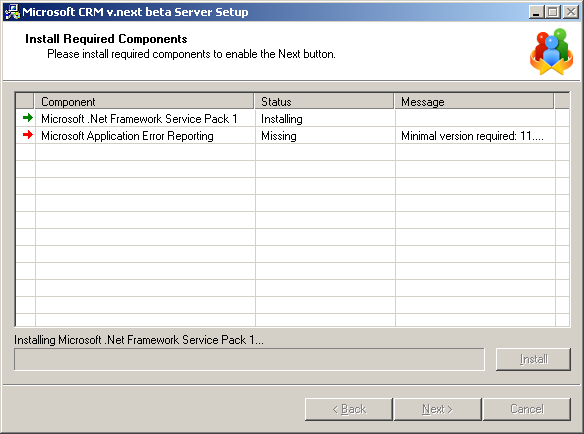 Microsoft CRM v.next beta Server Setup
Install Required Components
Please install required components to enable the Next button.
Component Status Message
Microsoft .Net Framework Service Pack 1 Installing
Microsoft Application Error Reporting Missing Minimal version required: 11....
Installing Microsoft .Net Framework Service Pack 1...
Install
< Back Next > Cancel